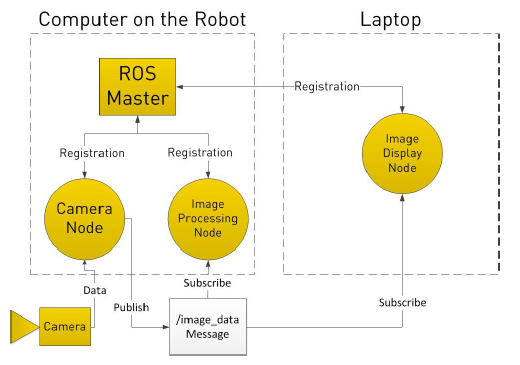 Computer on the Robot
Laptop
ROS
Master
Registration
Registration
Registration
Image
Display
Node
Camera
Node
Image
Processing
Node
Data
Subscribe
Publish
Subscribe
Camera
/image_data
Message